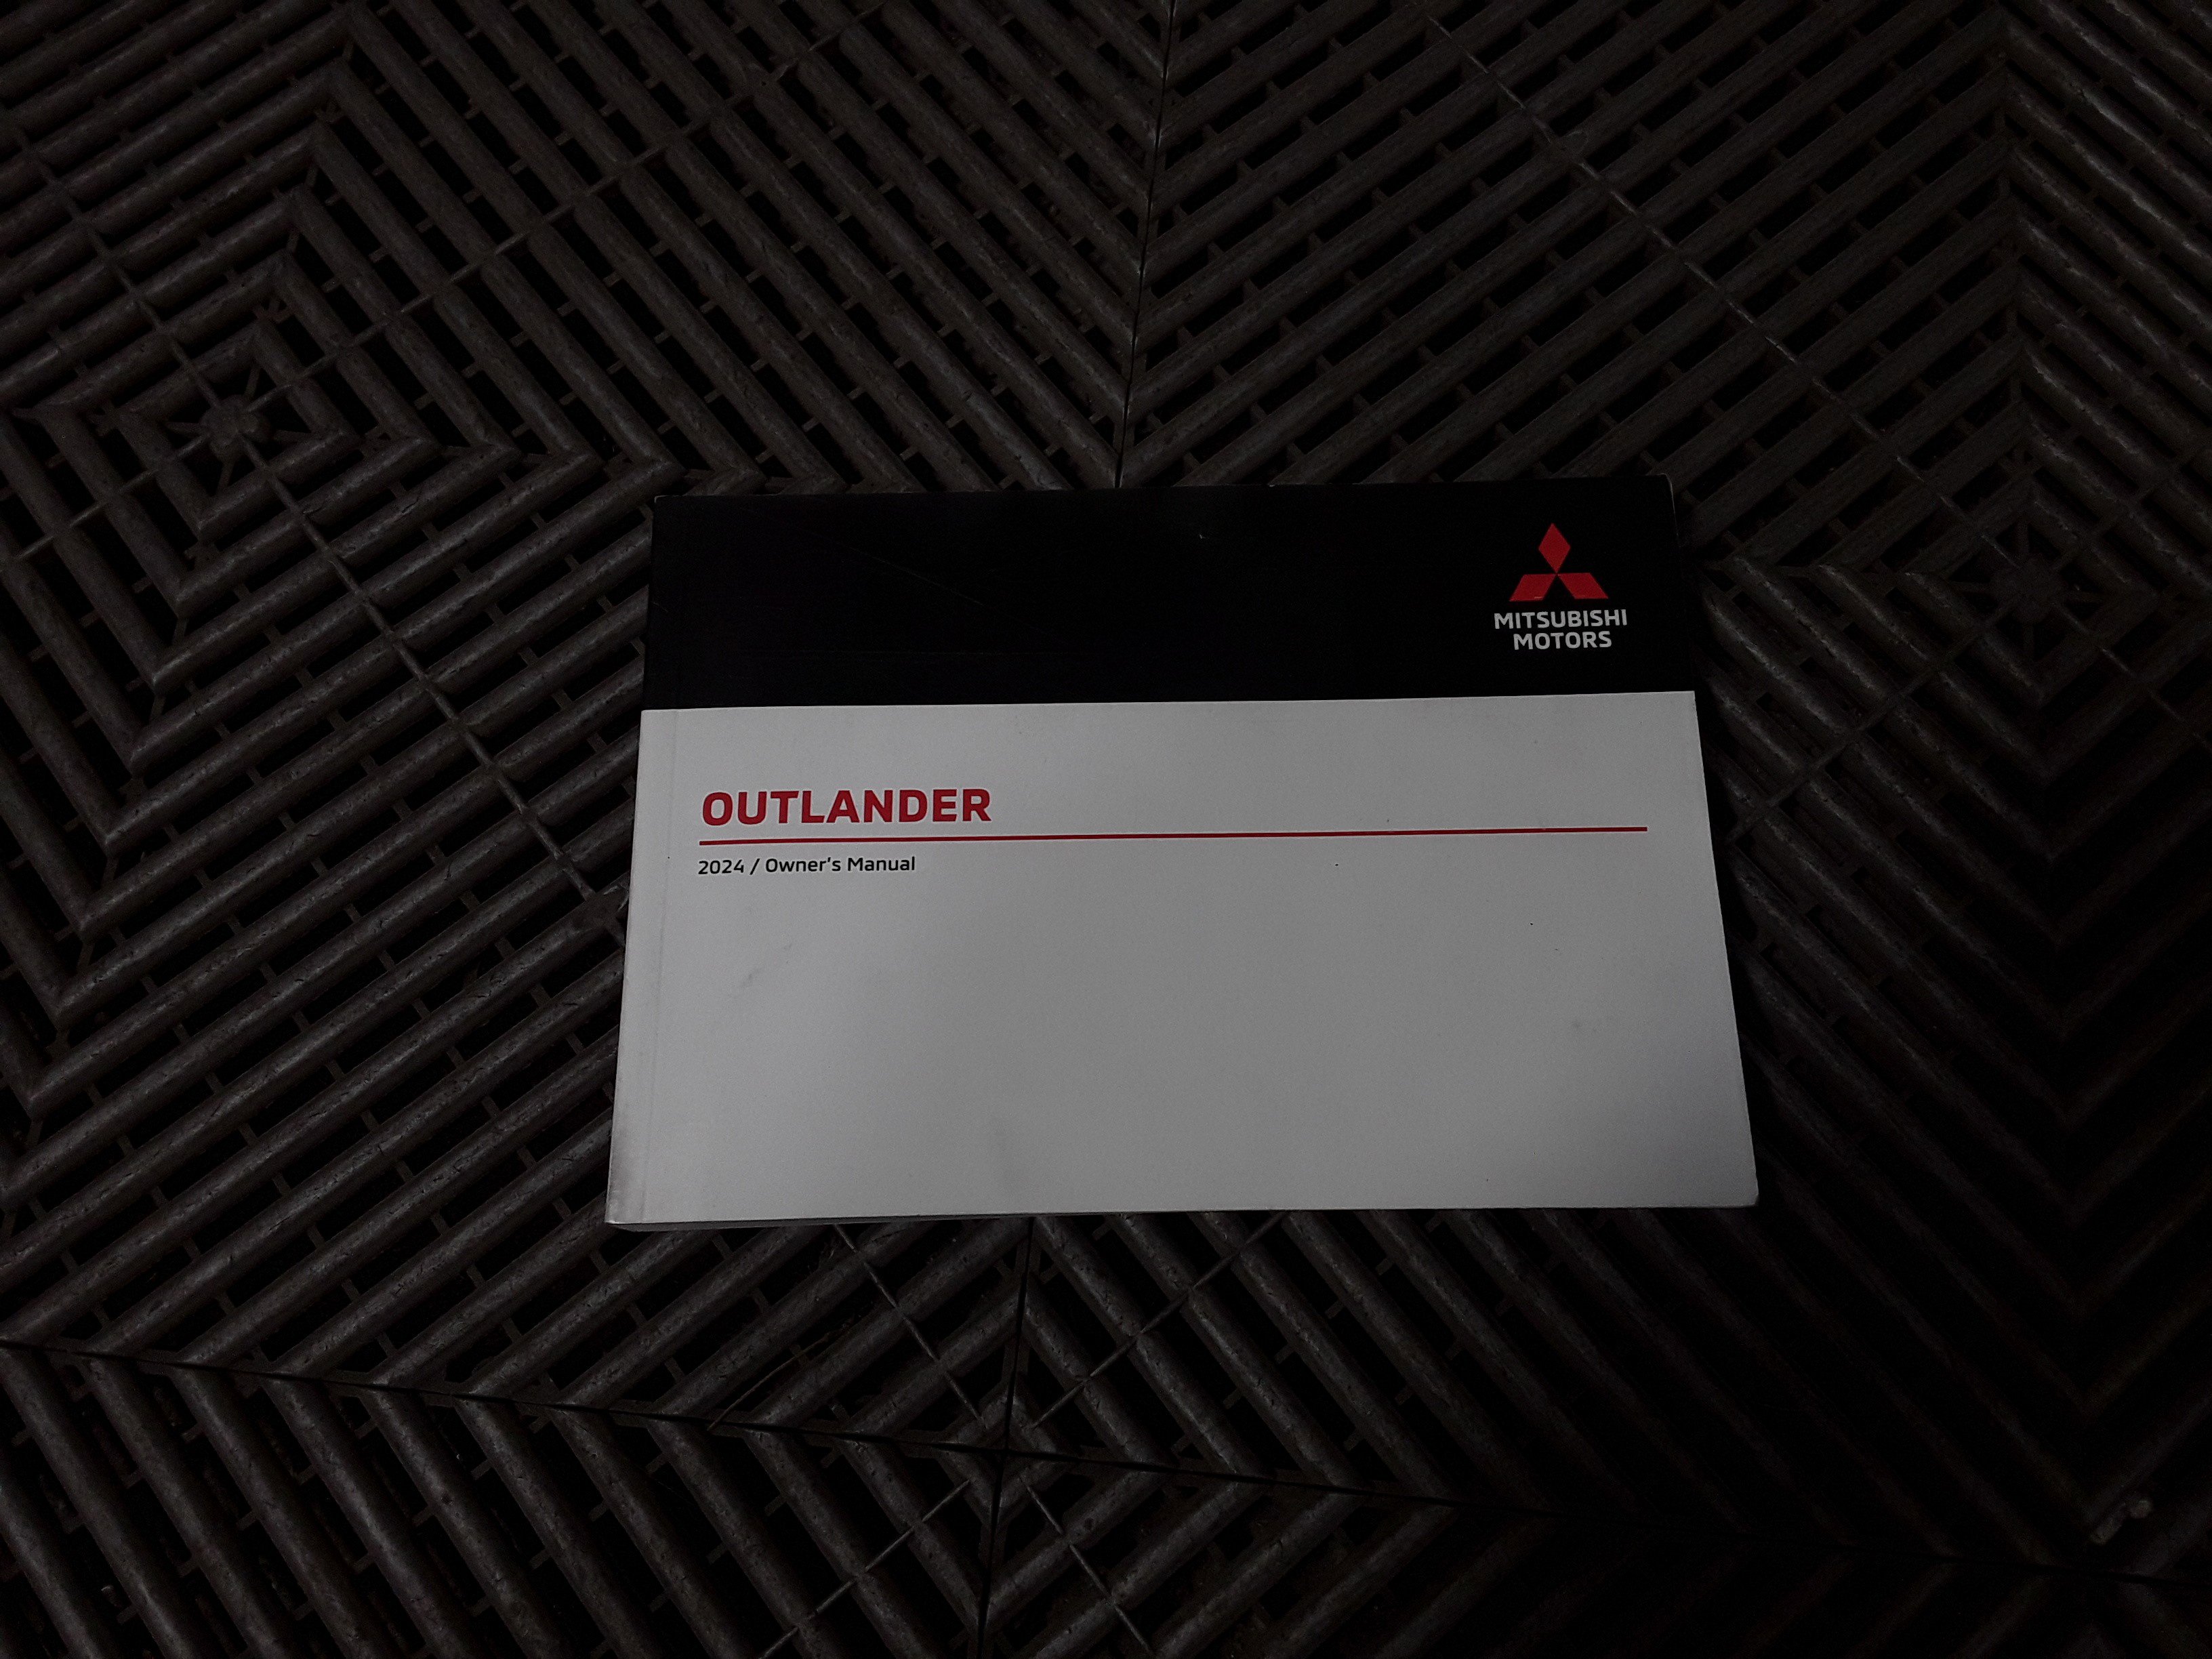 MITSUBISHI
MOTORS
OUTLANDER
2024 / Owner's Manual